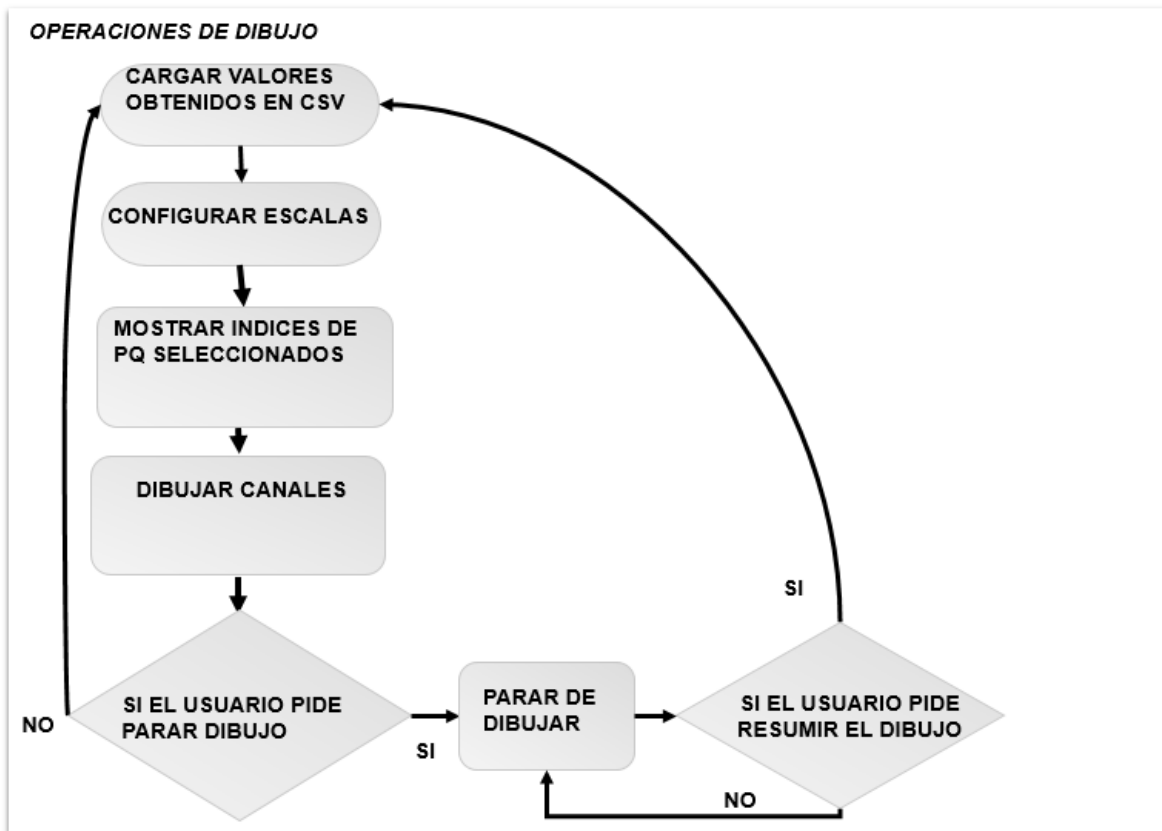 OPERACIONES DE DIBUJO
CARGAR VALORES
OBTENIDOS EN CSV
CONFIGURAR ESCALAS
MOSTRAR INDICES DE
PQ SELECCIONADOS
DIBUJAR CANALES
SI EL USUARIO PIDE
PARAR DIBUJO
NO
SI
PARAR DE
DIBUJAR
SI EL USUARIO PIDE
RESUMIR EL DIBUJO
SI
NO